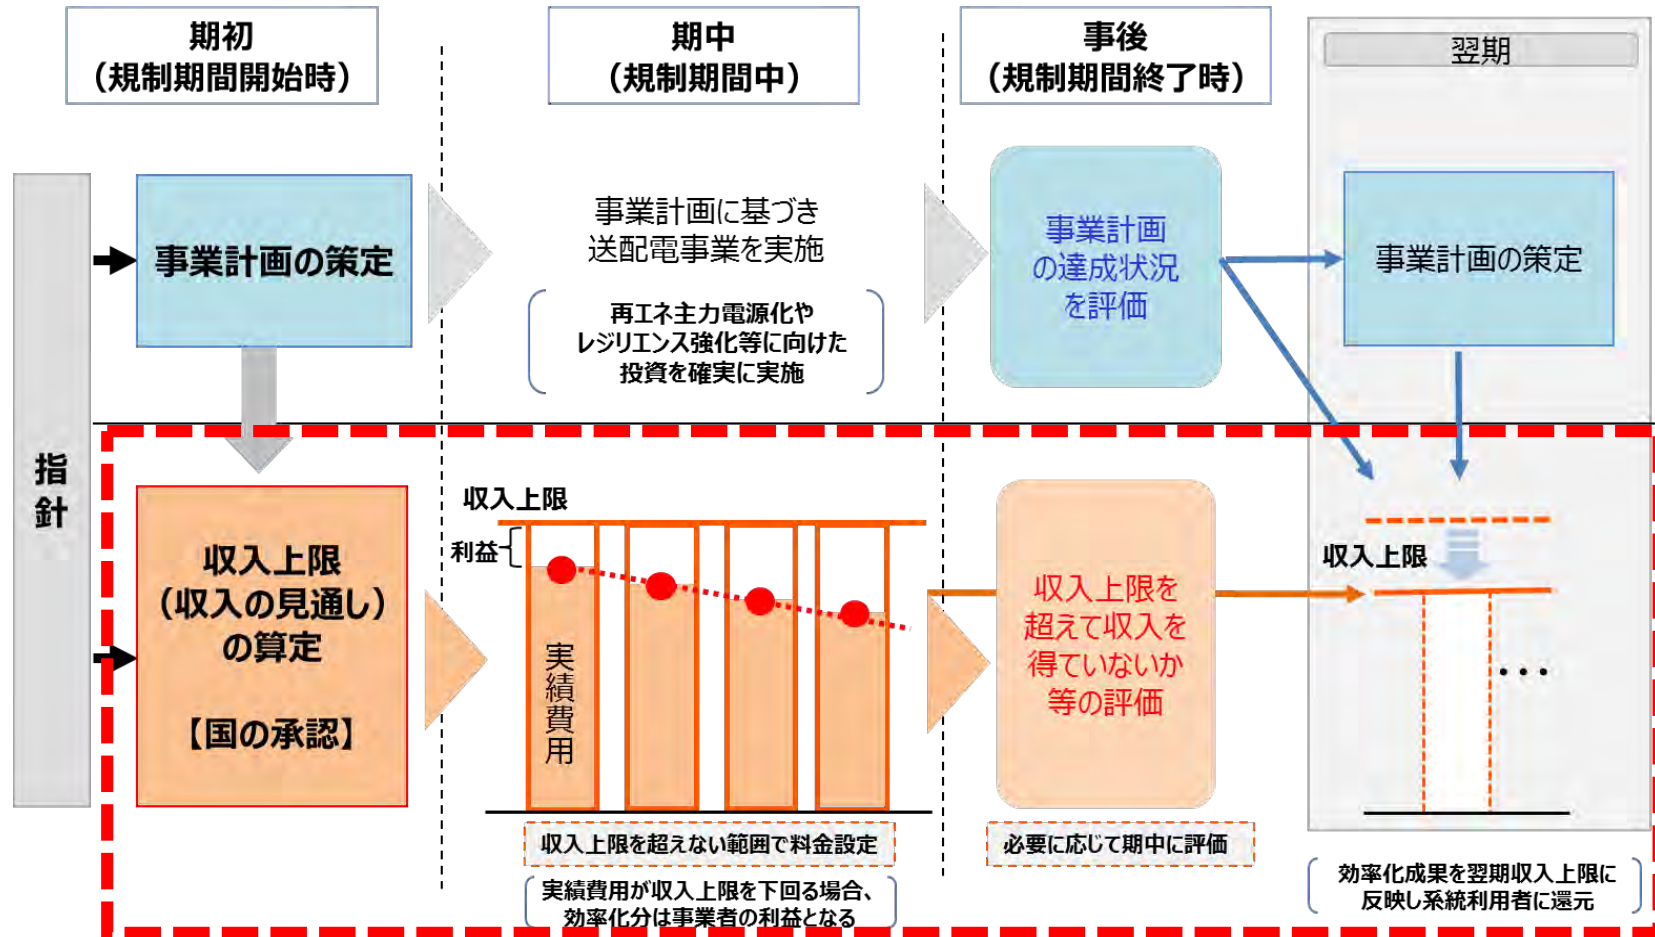 期初
（規制期間開始時）
期中
（規制期間中）
事後
（規制期間終了時）
翌期
指
針
事業計画の策定
事業計画に基づき
送配電事業を実施
再エネ主力電源化や
レジリエンス強化等に向けた
投資を確実に実施
事業計画
の達成状況
を評価
事業計画の策定
収入上限
（収入の見通し）
の算定
【国の承認】
収入上限
利益
実績費用
収入上限を超えない範囲で料金設定
実績費用が収入上限を下回る場合、
効率化分は事業者の利益となる
収入上限を
超えて収入を
得ていないか
等の評価
必要に応じて期中に評価
収入上限
･･･
効率化成果を翌期収入上限に
反映し系統利用者に還元